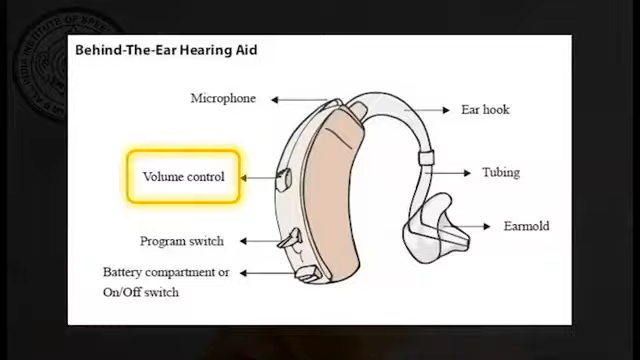 Behind-The-Ear Hearing Aid
Microphone
Ear hook
Volume control
Tubing
Earmold
Program switch
Battery compartment or
On/Off switch